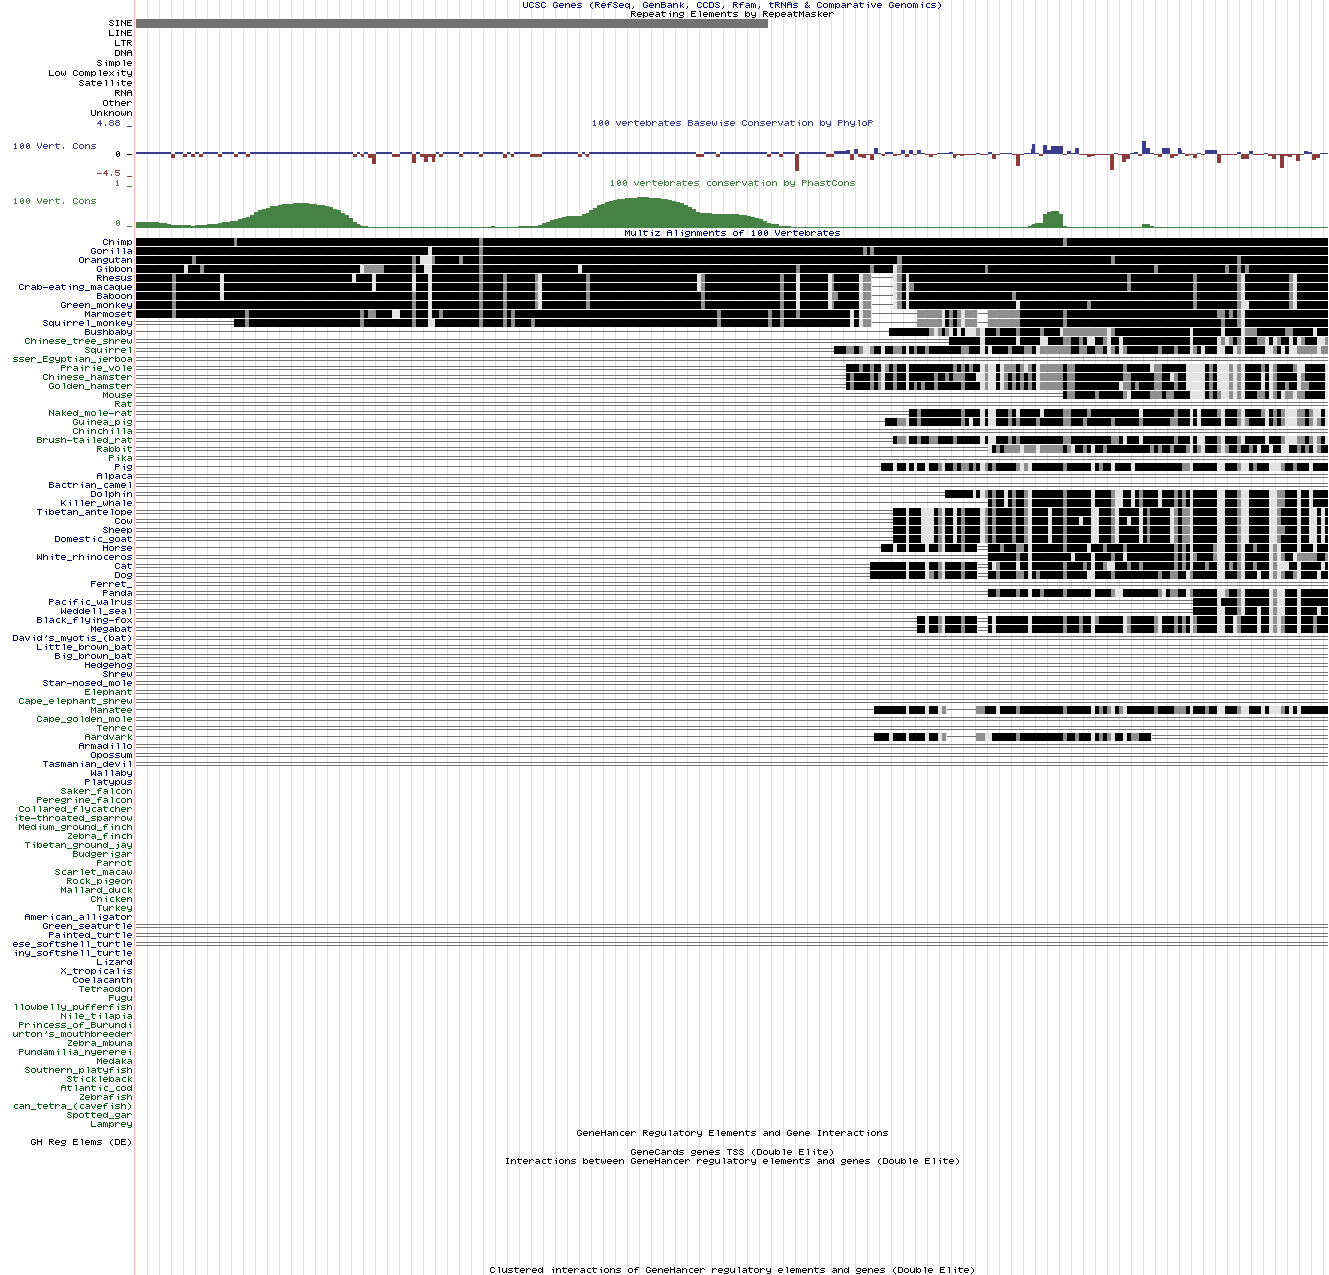 UCSC Genes (RefSeq, GenBank, CCDS, Rfam, tRNAs & Comparative Genomics)
Repeating Elements by RepeatMasker
SINE
LINE
LTR
DNA
Simple
Low Complexity
Satellite
RNA
Other
Unknown
100 vertebrates Basewise Conservation by PhyloP
4.88 _
100 Vert. Cons
0 -
-4.5 _
100 vertebrates conservation by PhastCons
1 _
100 Vert. Cons
0 _
Multiz Alignments of 100 Vertebrates
Chimp
Gorilla
Orangutan
Gibbon
Rhesus
Crab-eating_macaque
Baboon
Green_monkey
Marmoset
Squirrel_monkey
Bushbaby
Chinese_tree_shrew
Squirrel
sser_Egyptian_jerboa
Prairie_vole
Chinese_hamster
Golden_hamster
Mouse
Rat
Naked_mole-rat
Guinea_pig
Chinchilla
Brush-tailed_rat
Rabbit
Pika
Pig
Alpaca
Bactrian_camel
Dolphin
Killer_whale
Tibetan_antelope
Cow
Sheep
Domestic_goat
Horse
White_rhinoceros
Cat
Dog
Ferret_
Panda
Pacific_walrus
Weddell_seal
Black_flying-fox
Megabat
David's_myotis_(bat)
Little_brown_bat
Big_brown_bat
Hedgehog
Shrew
Star-nosed_mole
Elephant
Cape_elephant_shrew
Manatee
Cape_golden_mole
Tenrec
Aardvark
Armadillo
Opossum
Tasmanian_devil
Wallaby
Platypus
Saker_falcon
Peregrine_falcon
Collared_flycatcher
ite-throated_sparrow
Medium_ground_finch
Zebra_finch
Tibetan_ground_jay
Budgerigar
Parrot
Scarlet_macaw
Rock_pigeon
Mallard_duck
Chicken
Turkey
American_alligator
Green_seaturtle
Painted_turtle
ese_softshell_turtle
iny_softshell_turtle
Lizard
X_tropicalis
Coelacanth
Tetraodon
Fugu
llowbelly_pufferfish
Nile_tilapia
Princess_of_Burundi
urton's_mouthbreeder
Zebra_mbuna
Pundamilia_nyererei
Medaka
Southern_platyfish
Stickleback
Atlantic_cod
Zebrafish
can_tetra_(cavefish)
Spotted_gar
Lamprey
GeneHancer Regulatory Elements and Gene Interactions
GH Reg Elems (DE)
GeneCards genes TSS (Double Elite)
Interactions between GeneHancer regulatory elements and genes (Double Elite)
Clustered interactions of GeneHancer regulatory elements and genes (Double Elite)